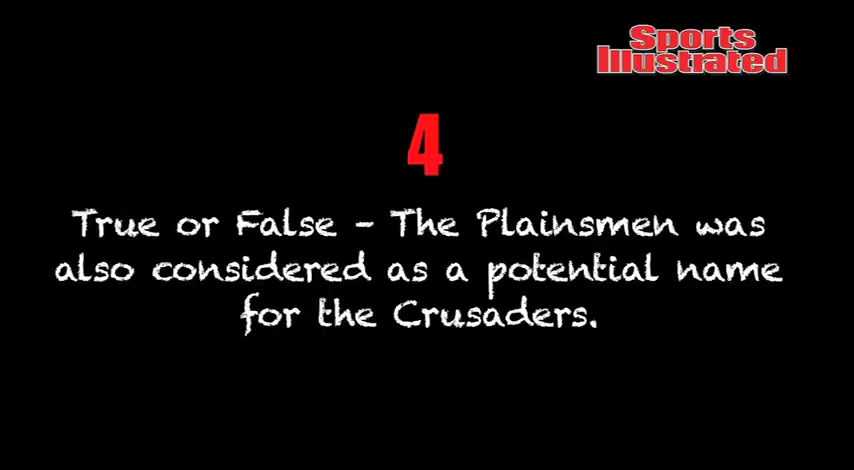 Sports
Illustrated
4
True or False - The Plainsmen was
also considered as a potential name
for the Crusaders.